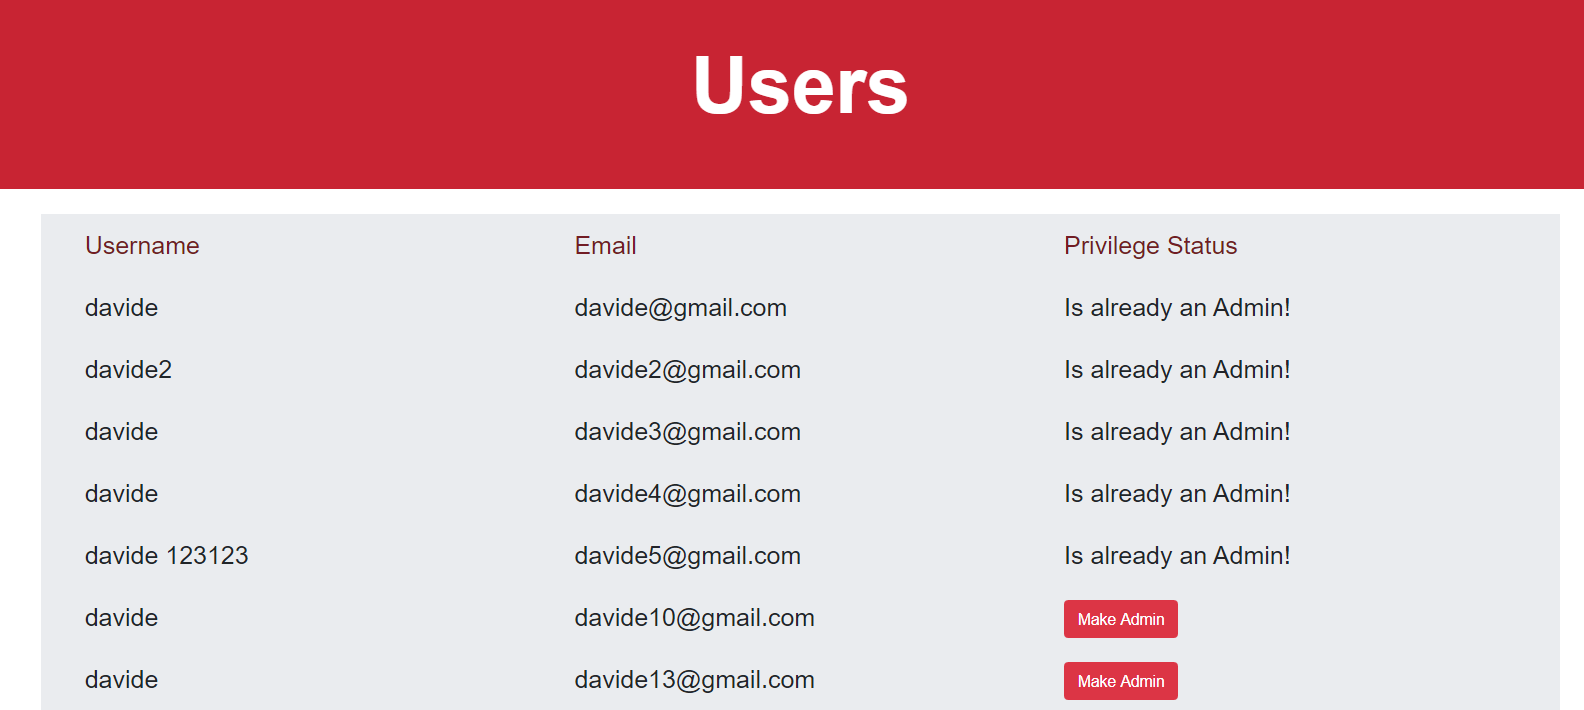 Users
Username Email Privilege Status
davide davide@gmail.com Is already an Admin!
davide2 davide2@gmail.com Is already an Admin!
davide davide3@gmail.com Is already an Admin!
davide davide4@gmail.com Is already an Admin!
davide 123123 davide5@gmail.com Is already an Admin!
davide davide10@gmail.com Make Admin
davide davide13@gmail.com Make Admin